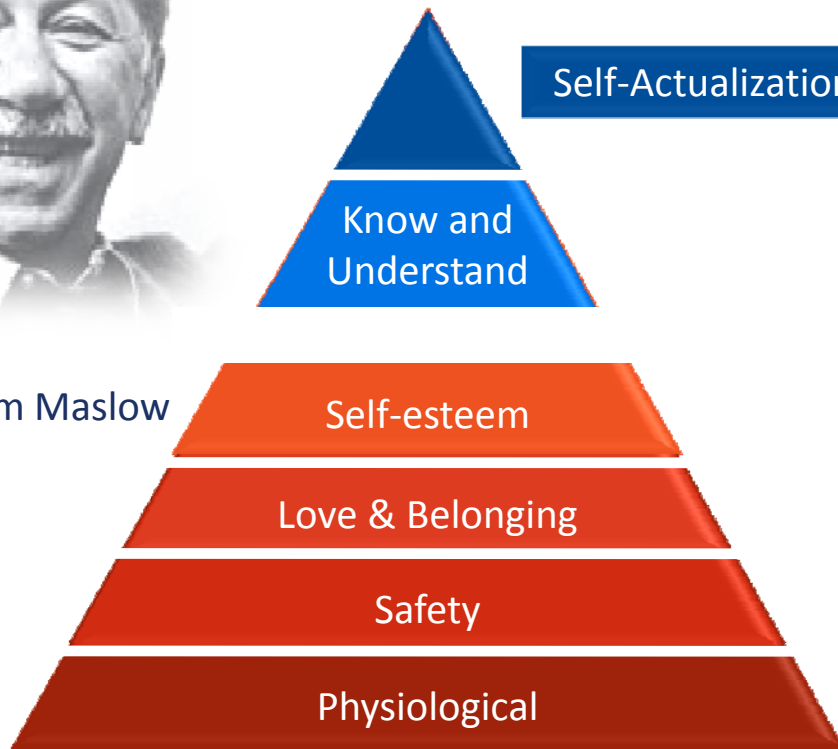 Self-Actualization
Know and
Understand
m Maslow
Self-esteem
Love & Belonging
Safety
Physiological